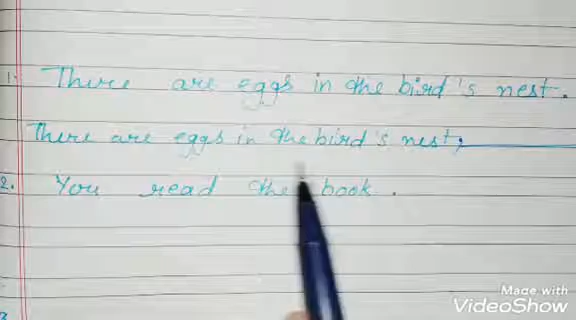 1. There are eggs in the bird's nest.
There are eggs in the bird's nest,
2. You read the book.
3
Made with
VideoShow